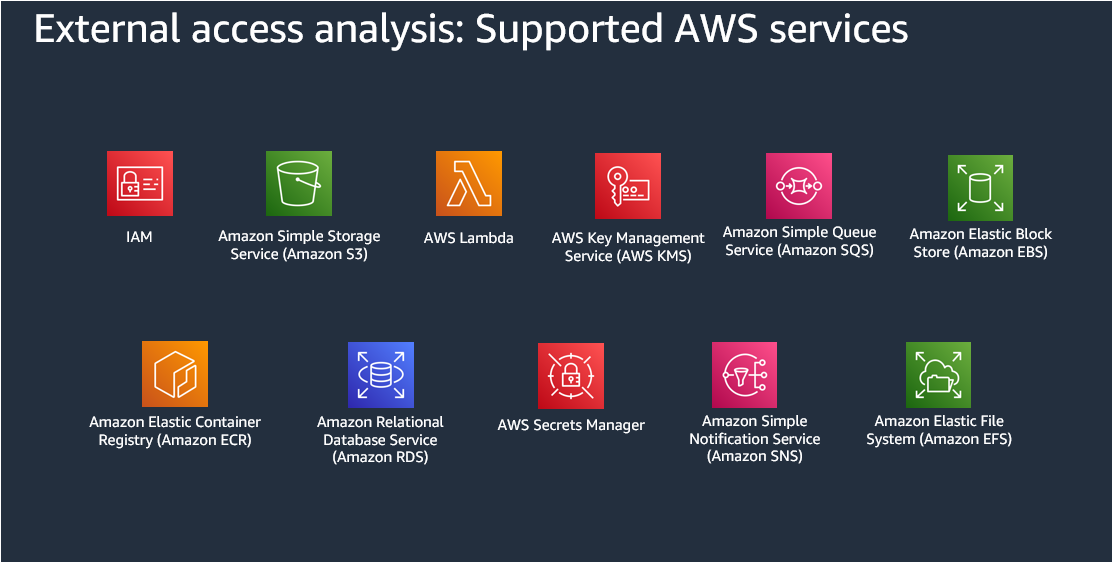 External access analysis: Supported AWS services
IAM
Amazon Simple Storage
Service (Amazon S3)
AWS Lambda
AWS Key Management
Service (AWS KMS)
Amazon Simple Queue
Service (Amazon SQS)
Amazon Elastic Block
Store (Amazon EBS)
Amazon Elastic Container
Registry (Amazon ECR)
Amazon Relational
Database Service
(Amazon RDS)
AWS Secrets Manager
Amazon Simple
Notification Service
(Amazon SNS)
Amazon Elastic File
System (Amazon EFS)